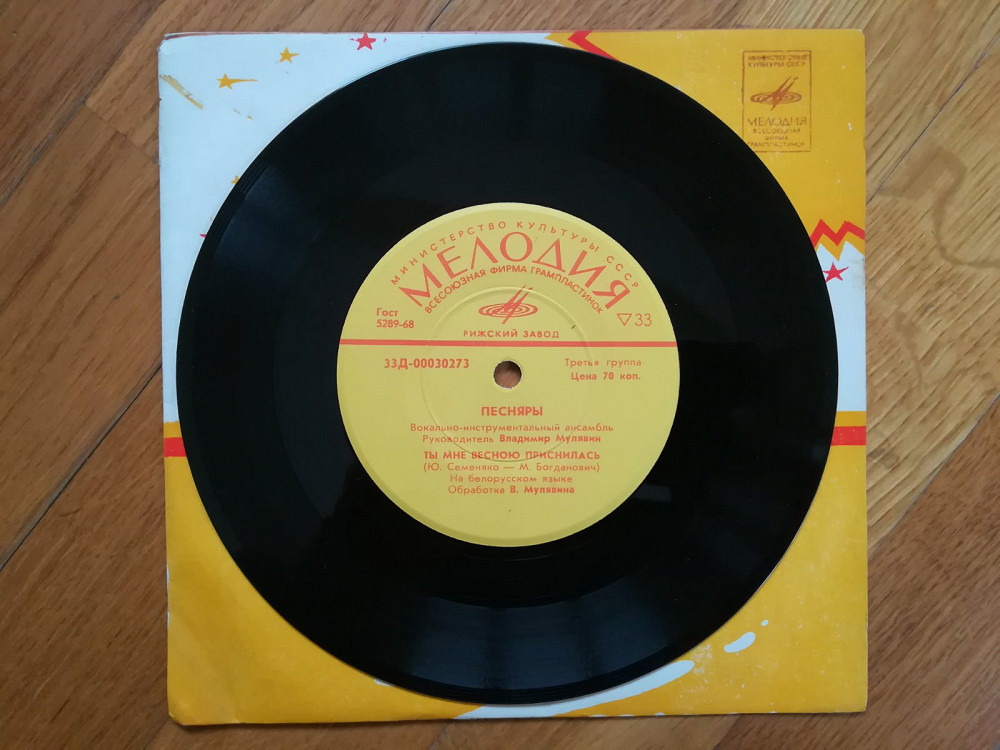 МИНИСТЕРСТВО
КУЛЬТУРЫ СССР
МЕЛОДИЯ
ВСЕСОЮЗНАЯ
ФИРМА
ГРАМПЛАСТИНОК
МИНИСТЕРСТВО КУЛЬТУРЫ СССР
МЕЛОДИЯ
ВСЕСОЮЗНАЯ ФИРМА ГРАМПЛАСТИНОК
Гост
5289-68
▽33
РИЖСКИЙ ЗАВОД
33Д-00030273
Третья группа
Цена 70 коп.
ПЕСНЯРЫ
Вокально-инструментальный ансамбль
Руководитель Владимир Мулявин
ТЫ МНЕ ВЕСНОЮ ПРИСНИЛАСЬ
(Ю. Семеняко — М. Богданович)
На белорусском языке
Обработка В. Мулявина